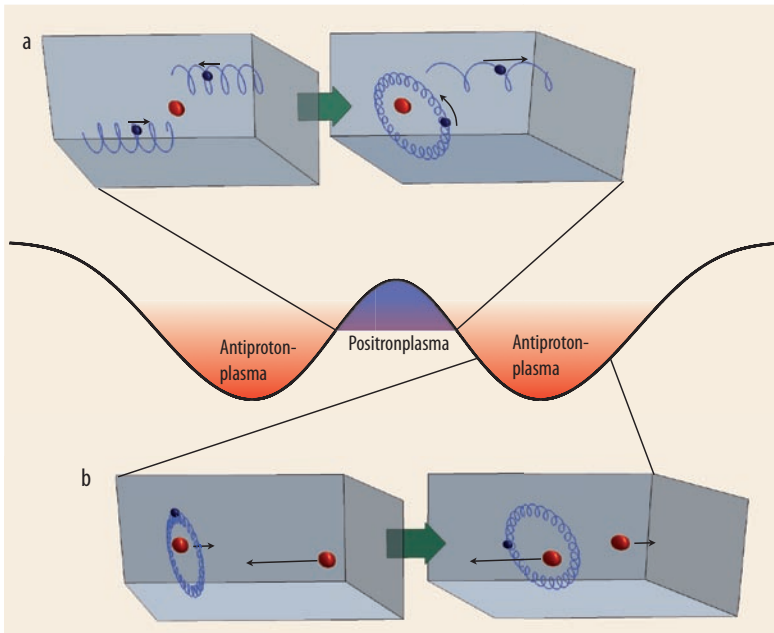 a
Antiproton-
plasma
Positronplasma
Antiproton-
plasma
b